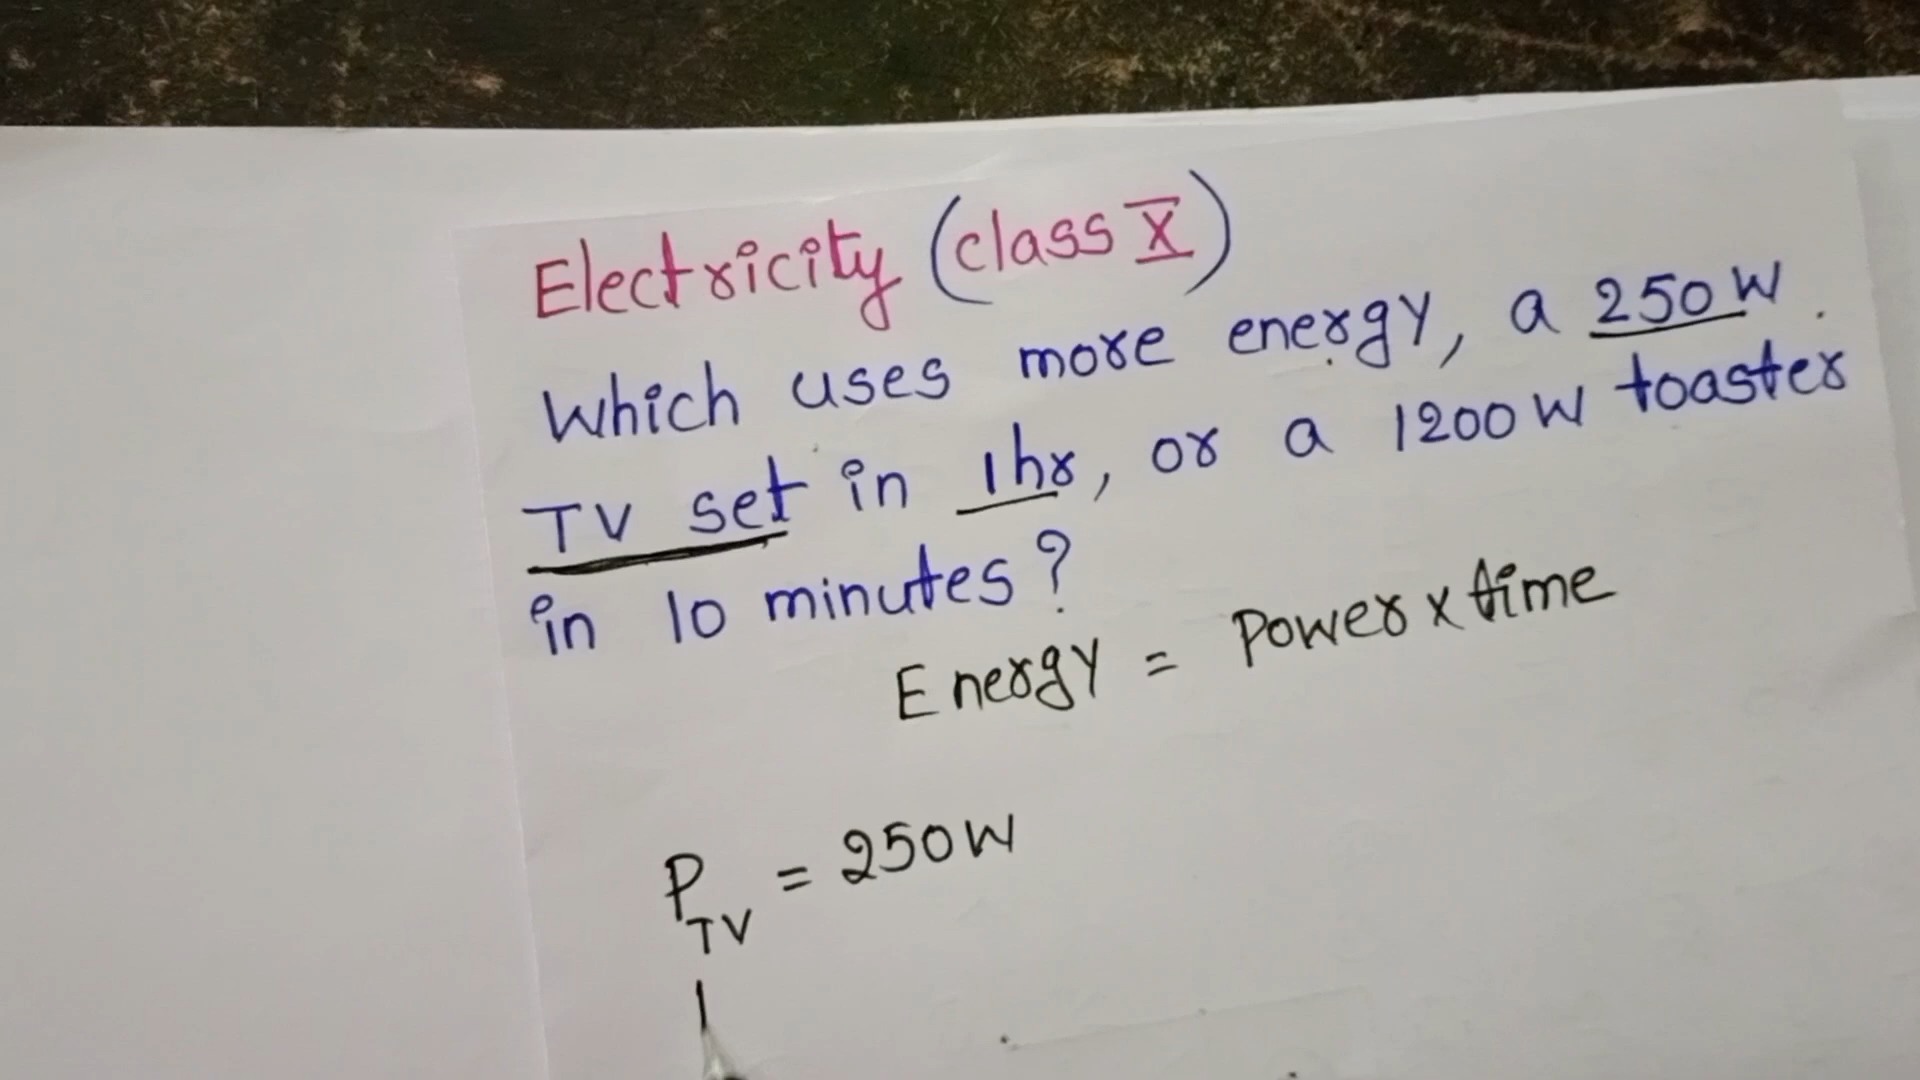 Electricity (class X)
Which uses more energy, a 250W
TV set in 1hr, or a 1200W toaster
in 10 minutes?
Energy = Power x time
P TV = 250W